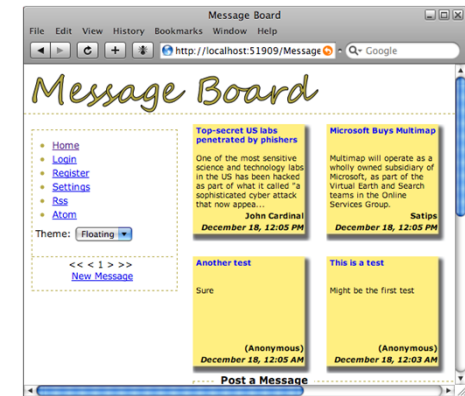 Message Board
File Edit View History Bookmarks Window Help
http://localhost:51909/Message
Google
Message Board
Home
Login
Register
Settings
Rss
Atom
Theme: Floating
<< < 1 > >>
New Message
Top-secret US labs
penetrated by phishers
One of the most sensitive
science and technology labs
in the US has been hacked
as part of what it called "a
sophisticated cyber attack
that now appea...
John Cardinal
December 18, 12:05 PM
Microsoft Buys Multimap
Multimap will operate as a
wholly owned subsidiary of
Microsoft, as part of the
Virtual Earth and Search
teams in the Online
Services Group.
Satips
December 18, 12:05 PM
Another test
Sure
(Anonymous)
December 18, 12:05 AM
This is a test
Might be the first test
(Anonymous)
December 18, 12:03 AM
Post a Message